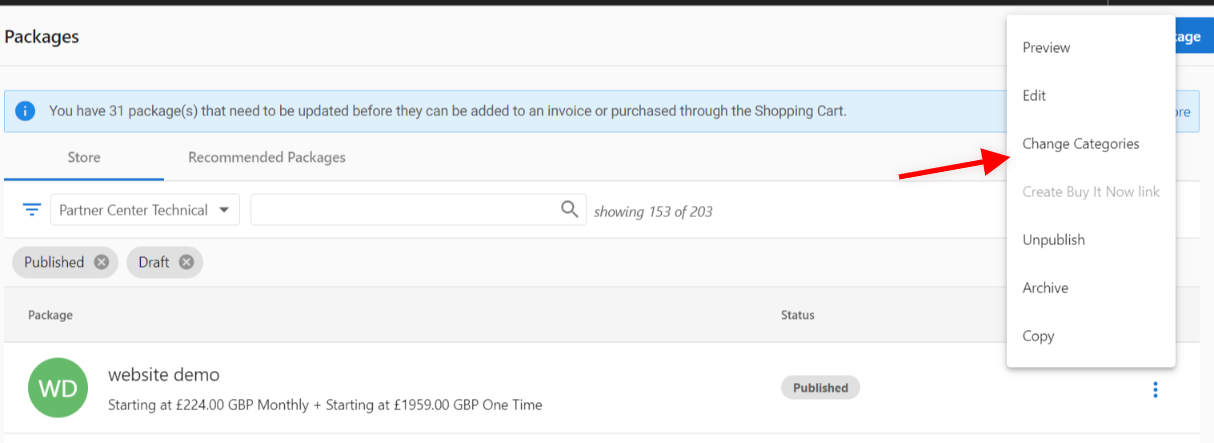 Packages
age
You have 31 package(s) that need to be updated before they can be added to an invoice or purchased through the Shopping Cart.
ore
Store
Recommended Packages
Partner Center Technical
showing 153 of 203
Published
Draft
Package
Status
WD
website demo
Starting at £224.00 GBP Monthly + Starting at £1959.00 GBP One Time
Published
Preview
Edit
Change Categories
Create Buy It Now link
Unpublish
Archive
Copy